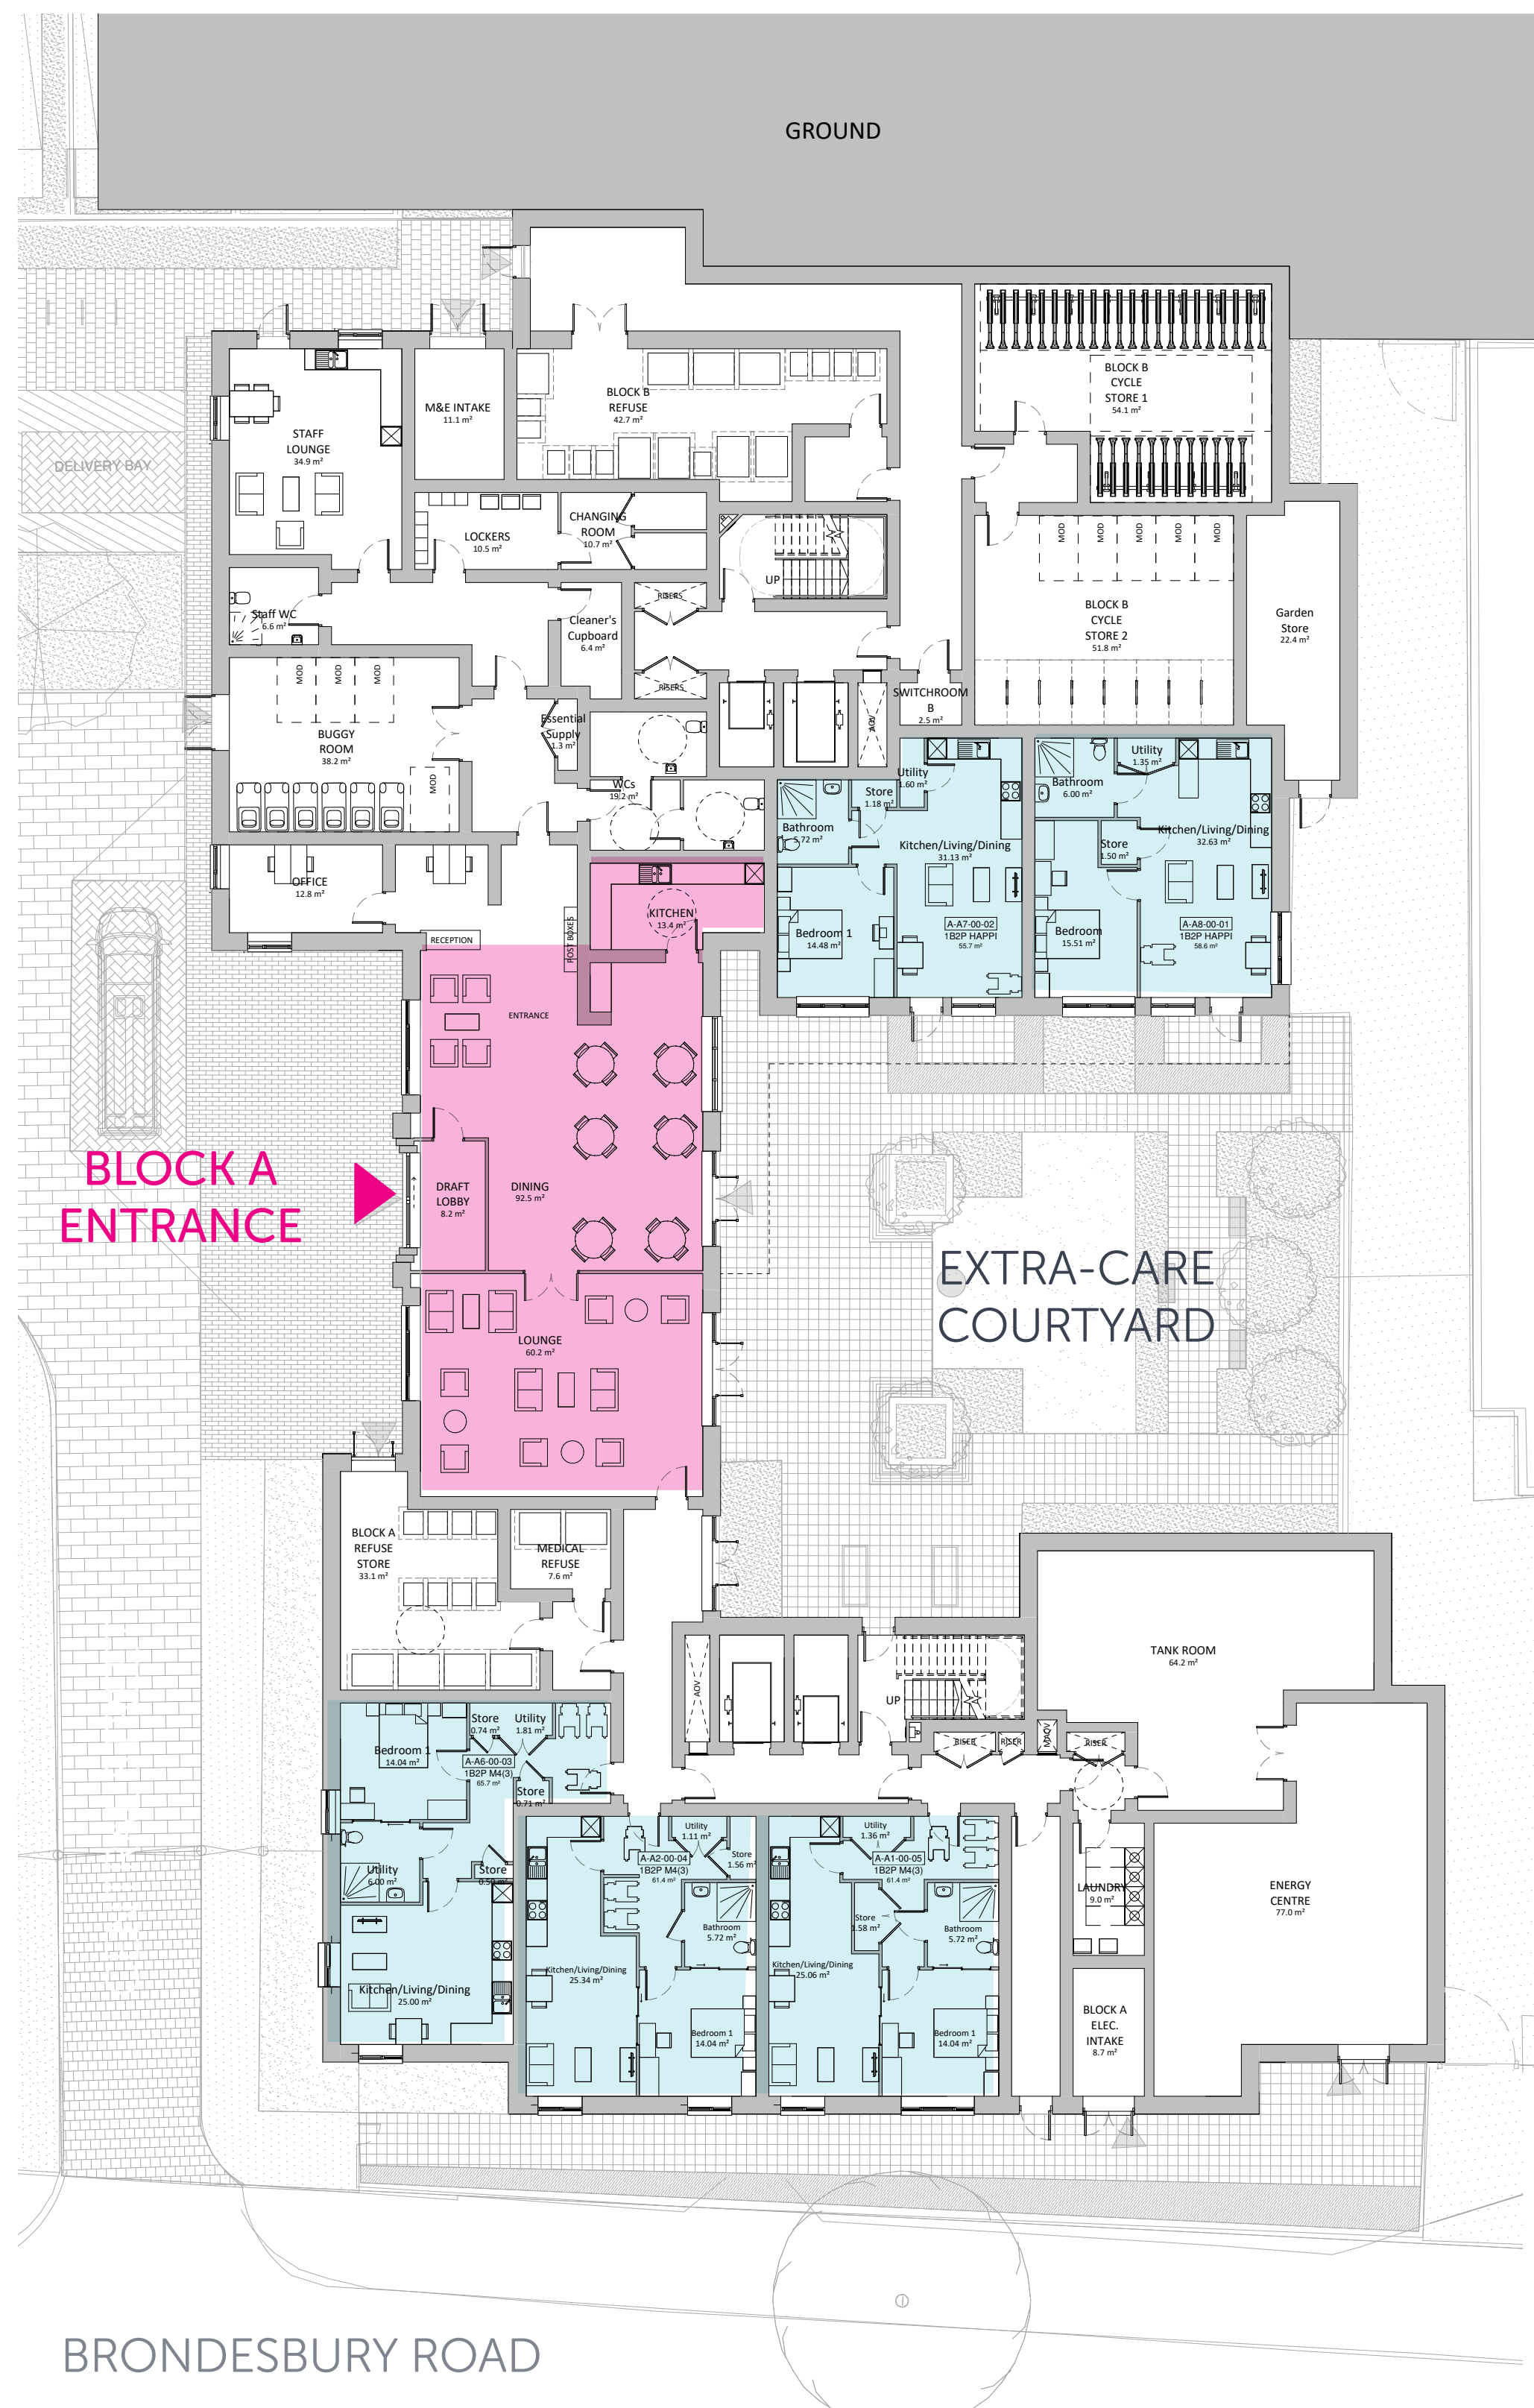 GROUND
BLOCK B
CYCLE
STORE 1
54.1 m²
BLOCK B
REFUSE
42.7 m²
M&E INTAKE
11.1 m²
STAFF
LOUNGE
34.9 m²
DELIVERY BAY
LOCKERS
10.5 m²
CHANGING
ROOM
10.7 m²
UP
MOD
MOD
MOD
MOD
MOD
BLOCK B
CYCLE
STORE 2
51.8 m²
Garden
Store
22.4 m²
Staff WC
6.6 m²
Cleaner's
Cupboard
6.4 m²
RISERS
RISERS
MOD
MOD
MOD
MOD
BUGGY
ROOM
38.2 m²
Essential
Supply
1.3 m²
SWITCHROOM
B
2.5 m²
AOV
WCs
19.2 m²
Utility
1.60 m²
Store
1.18 m²
Bathroom
5.72 m²
Kitchen/Living/Dining
31.13 m²
Bedroom 1
14.48 m²
A-A7-00-02
1B2P HAPPI
55.7 m²
Utility
1.35 m²
Bathroom
6.00 m²
Store
1.50 m²
Kitchen/Living/Dining
32.63 m²
Bedroom
15.51 m²
A-A8-00-01
1B2P HAPPI
58.6 m²
OFFICE
12.8 m²
RECEPTION
POST BOXES
KITCHEN
13.4 m²
ENTRANCE
BLOCK A
ENTRANCE
DRAFT
LOBBY
8.2 m²
DINING
92.5 m²
EXTRA-CARE
COURTYARD
LOUNGE
60.2 m²
BLOCK A
REFUSE
STORE
33.1 m²
MEDICAL
REFUSE
7.6 m²
TANK ROOM
64.2 m²
AOV
UP
RISER
RISER
MAOV
RISER
Store
0.74 m²
Utility
1.81 m²
Bedroom 1
14.04 m²
A-A6-00-03
1B2P M4(3)
65.7 m²
Store
0.71 m²
Utility
6.00 m²
Store
Kitchen/Living/Dining
25.00 m²
Utility
1.11 m²
A-A2-00-04
1B2P M4(3)
61.4 m²
Store
1.56 m²
Bathroom
5.72 m²
Kitchen/Living/Dining
25.34 m²
Bedroom 1
14.04 m²
Utility
1.36 m²
A-A1-00-05
1B2P M4(3)
61.4 m²
Store
1.58 m²
Bathroom
5.72 m²
Kitchen/Living/Dining
25.06 m²
Bedroom 1
14.04 m²
LAUNDRY
9.0 m²
ENERGY
CENTRE
77.0 m²
BLOCK A
ELEC.
INTAKE
8.7 m²
BRONDESBURY ROAD